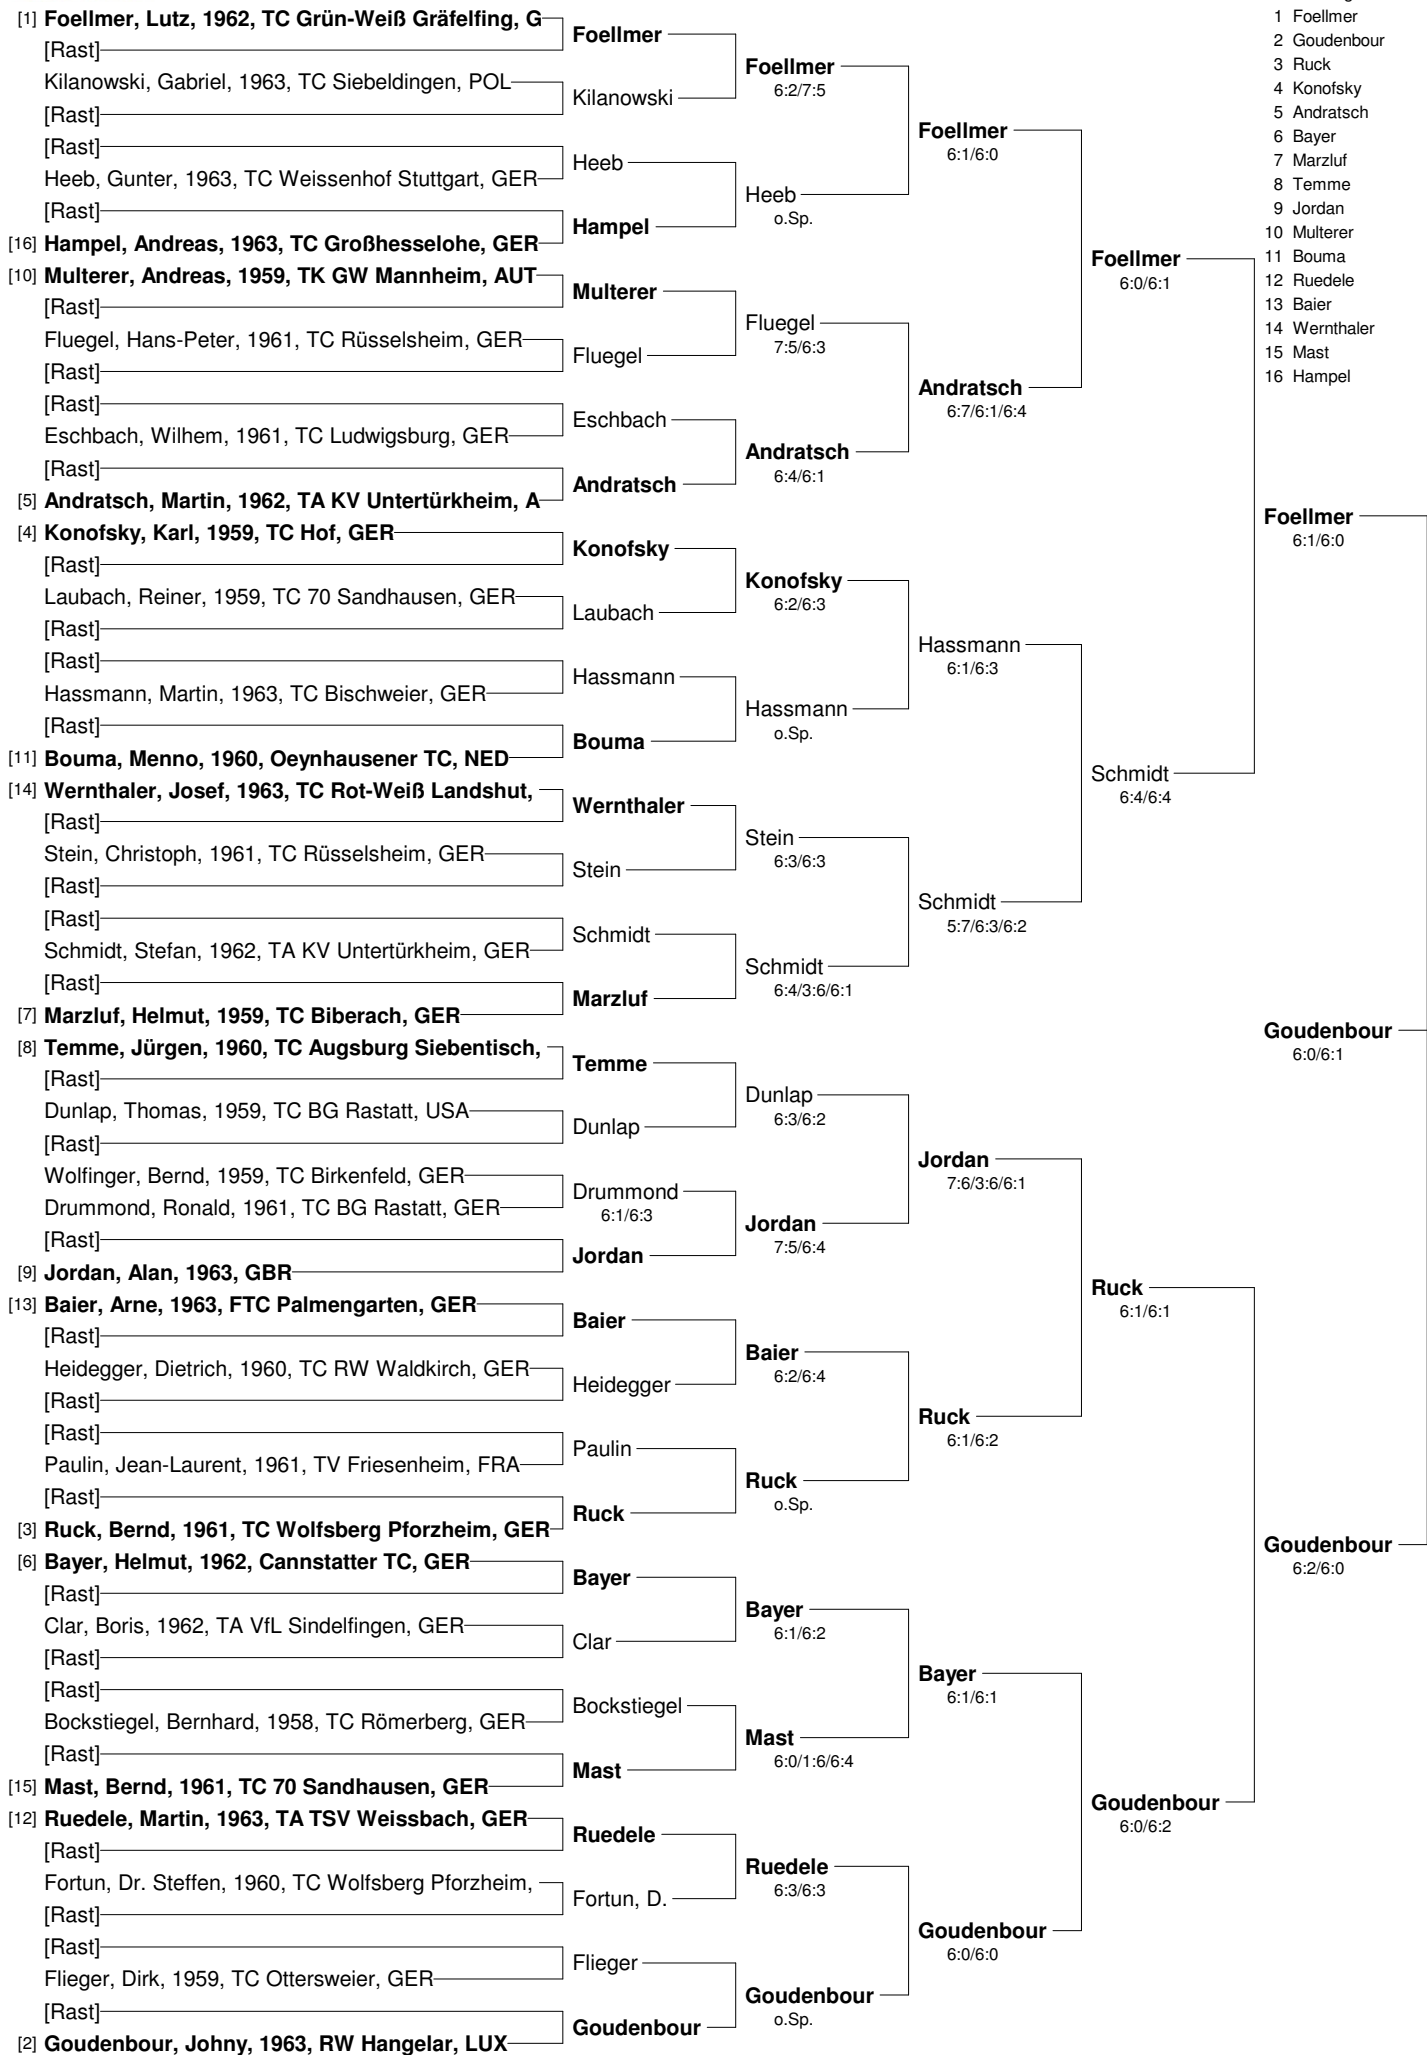 [1] Foellmer, Lutz, 1962, TC Grün-Weiß Gräfelfing, G
[Rast]
Kilanowski, Gabriel, 1963, TC Siebeldingen, POL
[Rast]
[Rast]
Heeb, Gunter, 1963, TC Weissenhof Stuttgart, GER
[Rast]
[16] Hampel, Andreas, 1963, TC Großhesselohe, GER
[10] Multerer, Andreas, 1959, TK GW Mannheim, AUT
[Rast]
Fluegel, Hans-Peter, 1961, TC Rüsselsheim, GER
[Rast]
[Rast]
Eschbach, Wilhem, 1961, TC Ludwigsburg, GER
[Rast]
[5] Andratsch, Martin, 1962, TA KV Untertürkheim, A
[4] Konofsky, Karl, 1959, TC Hof, GER
[Rast]
Laubach, Reiner, 1959, TC 70 Sandhausen, GER
[Rast]
[Rast]
Hassmann, Martin, 1963, TC Bischweier, GER
[Rast]
[11] Bouma, Menno, 1960, Oeynhausener TC, NED
[14] Wernthaler, Josef, 1963, TC Rot-Weiß Landshut,
[Rast]
Stein, Christoph, 1961, TC Rüsselsheim, GER
[Rast]
[Rast]
Schmidt, Stefan, 1962, TA KV Untertürkheim, GER
[Rast]
[7] Marzluf, Helmut, 1959, TC Biberach, GER
[8] Temme, Jürgen, 1960, TC Augsburg Siebentisch,
[Rast]
Dunlap, Thomas, 1959, TC BG Rastatt, USA
[Rast]
Wolfinger, Bernd, 1959, TC Birkenfeld, GER
Drummond, Ronald, 1961, TC BG Rastatt, GER
[Rast]
[9] Jordan, Alan, 1963, GBR
[13] Baier, Arne, 1963, FTC Palmengarten, GER
[Rast]
Heidegger, Dietrich, 1960, TC RW Waldkirch, GER
[Rast]
[Rast]
Paulin, Jean-Laurent, 1961, TV Friesenheim, FRA
[Rast]
[3] Ruck, Bernd, 1961, TC Wolfsberg Pforzheim, GER
[6] Bayer, Helmut, 1962, Cannstatter TC, GER
[Rast]
Clar, Boris, 1962, TA VfL Sindelfingen, GER
[Rast]
[Rast]
Bockstiegel, Bernhard, 1958, TC Römerberg, GER
[Rast]
[15] Mast, Bernd, 1961, TC 70 Sandhausen, GER
[12] Ruedele, Martin, 1963, TA TSV Weissbach, GER
[Rast]
Fortun, Dr. Steffen, 1960, TC Wolfsberg Pforzheim,
[Rast]
[Rast]
Flieger, Dirk, 1959, TC Ottersweier, GER
[Rast]
[2] Goudenbour, Johny, 1963, RW Hangelar, LUX
Foellmer
Kilanowski
Heeb
Hampel
Multerer
Fluegel
Eschbach
Andratsch
Konofsky
Laubach
Hassmann
Bouma
Wernthaler
Stein
Schmidt
Marzluf
Temme
Dunlap
Drummond
6:1/6:3
Jordan
Baier
Heidegger
Paulin
Ruck
Bayer
Clar
Bockstiegel
Mast
Ruedele
Fortun, D.
Flieger
Goudenbour
Foellmer
6:2/7:5
Heeb
o.Sp.
Fluegel
7:5/6:3
Andratsch
6:4/6:1
Konofsky
6:2/6:3
Hassmann
o.Sp.
Stein
6:3/6:3
Schmidt
6:4/3:6/6:1
Dunlap
6:3/6:2
Jordan
7:5/6:4
Baier
6:2/6:4
Ruck
o.Sp.
Bayer
6:1/6:2
Mast
6:0/1:6/6:4
Ruedele
6:3/6:3
Goudenbour
o.Sp.
Foellmer
6:1/6:0
Andratsch
6:7/6:1/6:4
Hassmann
6:1/6:3
Schmidt
5:7/6:3/6:2
Jordan
7:6/3:6/6:1
Ruck
6:1/6:2
Bayer
6:1/6:1
Goudenbour
6:0/6:0
Foellmer
6:0/6:1
Schmidt
6:4/6:4
Ruck
6:1/6:1
Goudenbour
6:0/6:2
Foellmer
6:1/6:0
Goudenbour
6:2/6:0
Goudenbour
6:0/6:1
1 Foellmer
2 Goudenbour
3 Ruck
4 Konofsky
5 Andratsch
6 Bayer
7 Marzluf
8 Temme
9 Jordan
10 Multerer
11 Bouma
12 Ruedele
13 Baier
14 Wernthaler
15 Mast
16 Hampel